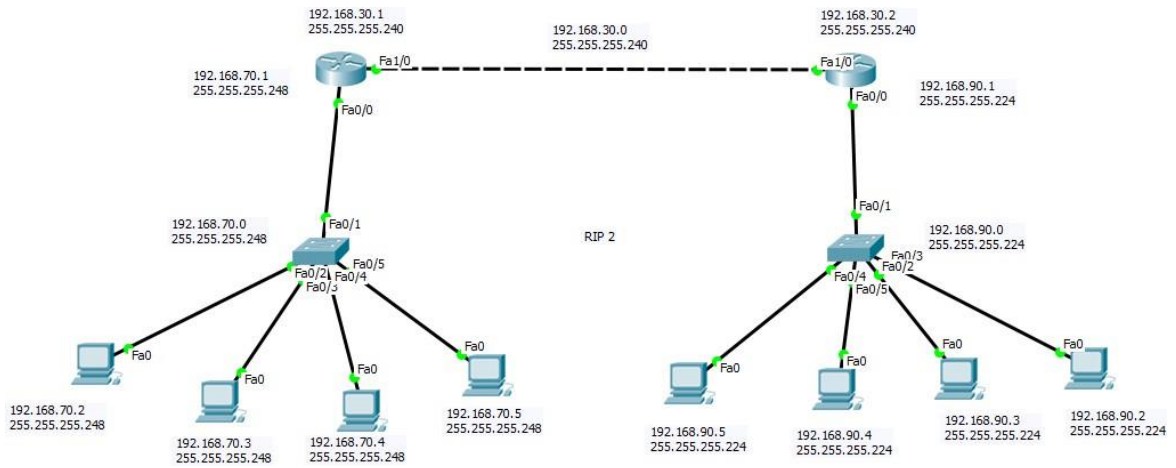 192.168.30.1
255.255.255.240
192.168.30.0
255.255.255.240
192.168.30.2
255.255.255.240
Fa1/0
Fa1/0
192.168.70.1
255.255.255.248
192.168.90.1
255.255.255.224
Fa0/0
Fa0/0
192.168.70.0
255.255.255.248
Fa0/1
RIP 2
Fa0/1
192.168.90.0
255.255.255.224
Fa0/2
Fa0/3
Fa0/4
Fa0/5
Fa0/4
Fa0/5
Fa0/2
Fa0/3
Fa0
Fa0
Fa0
Fa0
Fa0
Fa0
Fa0
Fa0
192.168.70.2
255.255.255.248
192.168.70.3
255.255.255.248
192.168.70.4
255.255.255.248
192.168.70.5
255.255.255.248
192.168.90.5
255.255.255.224
192.168.90.4
255.255.255.224
192.168.90.3
255.255.255.224
192.168.90.2
255.255.255.224